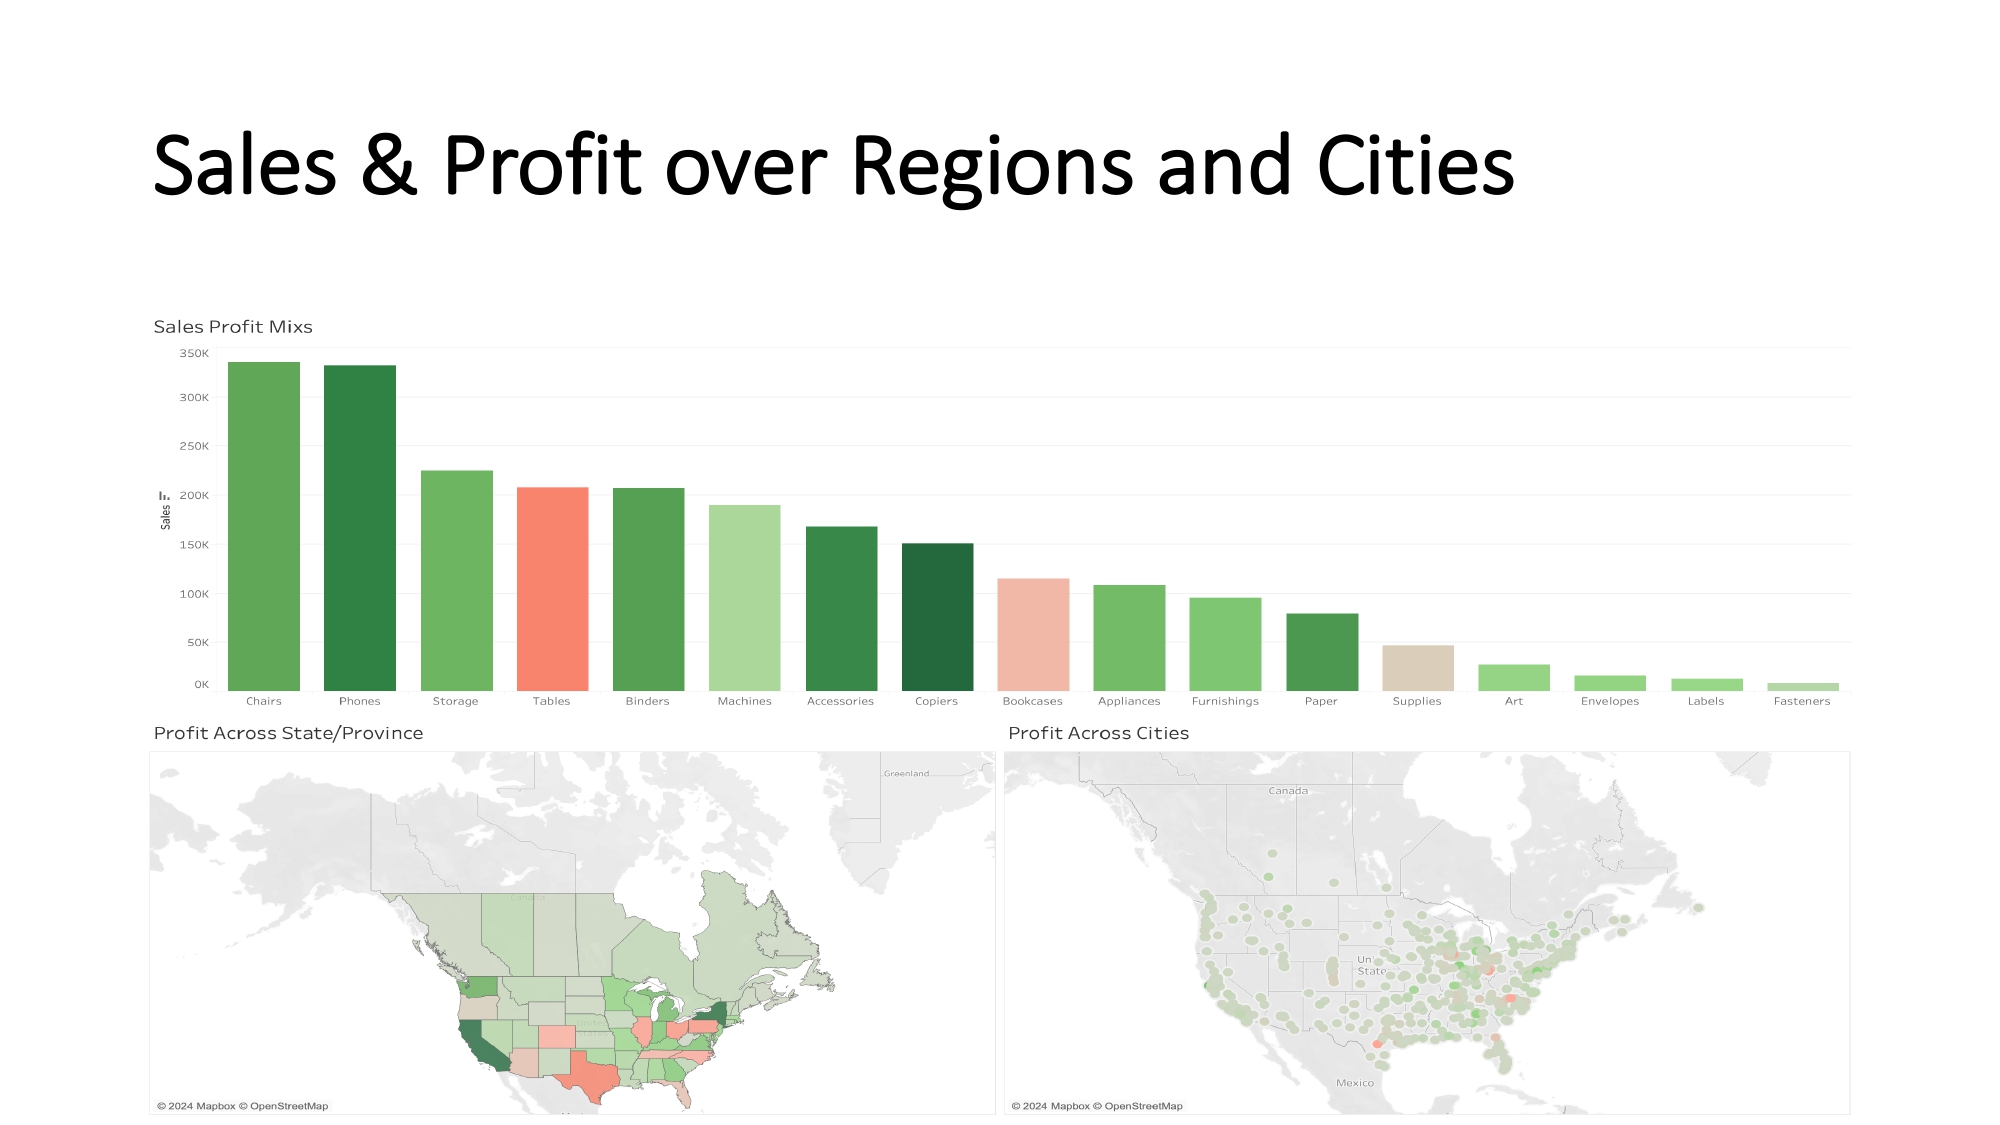 Sales & Profit over Regions and Cities
Sales Profit Mixs
350K
300K
250K
200K
150K
100K
50K
0K
Sales
Chairs Phones Storage Tables Binders Machines Accessories Copiers Bookcases Appliances Furnishings Paper Supplies Art Envelopes Labels Fasteners
Profit Across State/Province
Greenland
Canada
© 2024 Mapbox © OpenStreetMap
Profit Across Cities
Canada
State
Mexico
© 2024 Mapbox © OpenStreetMap